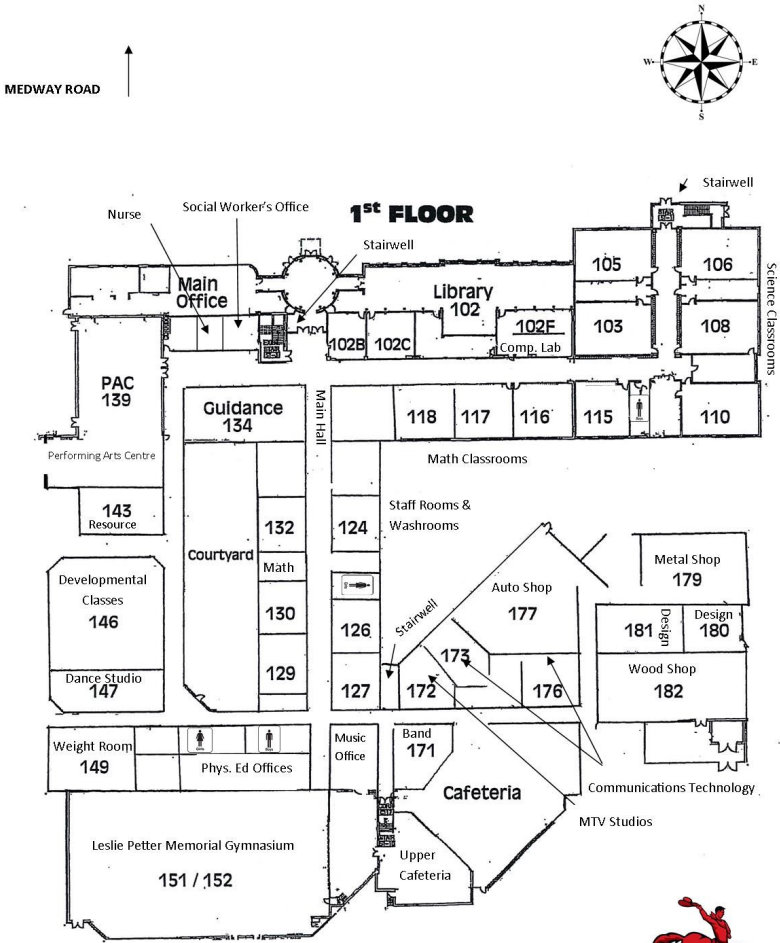 N
MEDWAY ROAD
W
E
S
Stairwell
Social Worker's Office
Nurse
1st FLOOR
STAIR
Stairwell
105
106
Main
Office
Library
102
Science Classrooms
103
108
102B
102C
102F
Comp. Lab
PAC
139
Main Hall
Guidance
134
118
117
116
115
110
Performing Arts Centre
Math Classrooms
143
Resource
132
124
Staff Rooms &
Washrooms
Courtyard
Math
Metal Shop
179
Developmental
Classes
146
Auto Shop
177
130
126
Stairwell
181
Design
Design
180
173
129
127
172
176
Wood Shop
182
Dance Studio
147
Weight Room
149
Girls
Boys
Phys. Ed Offices
Music
Office
Band
171
Cafeteria
Communications Technology
MTV Studios
STAIR
Leslie Petter Memorial Gymnasium
151 / 152
Upper
Cafeteria